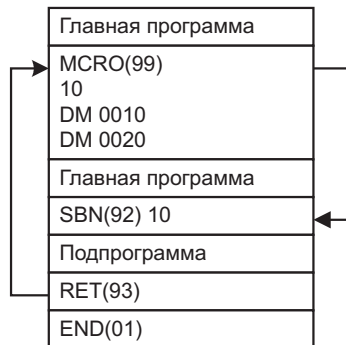 Главная программа
MCRO(99)
10
DM 0010
DM 0020
Главная программа
SBN(92) 10
Подпрограмма
RET(93)
END(01)